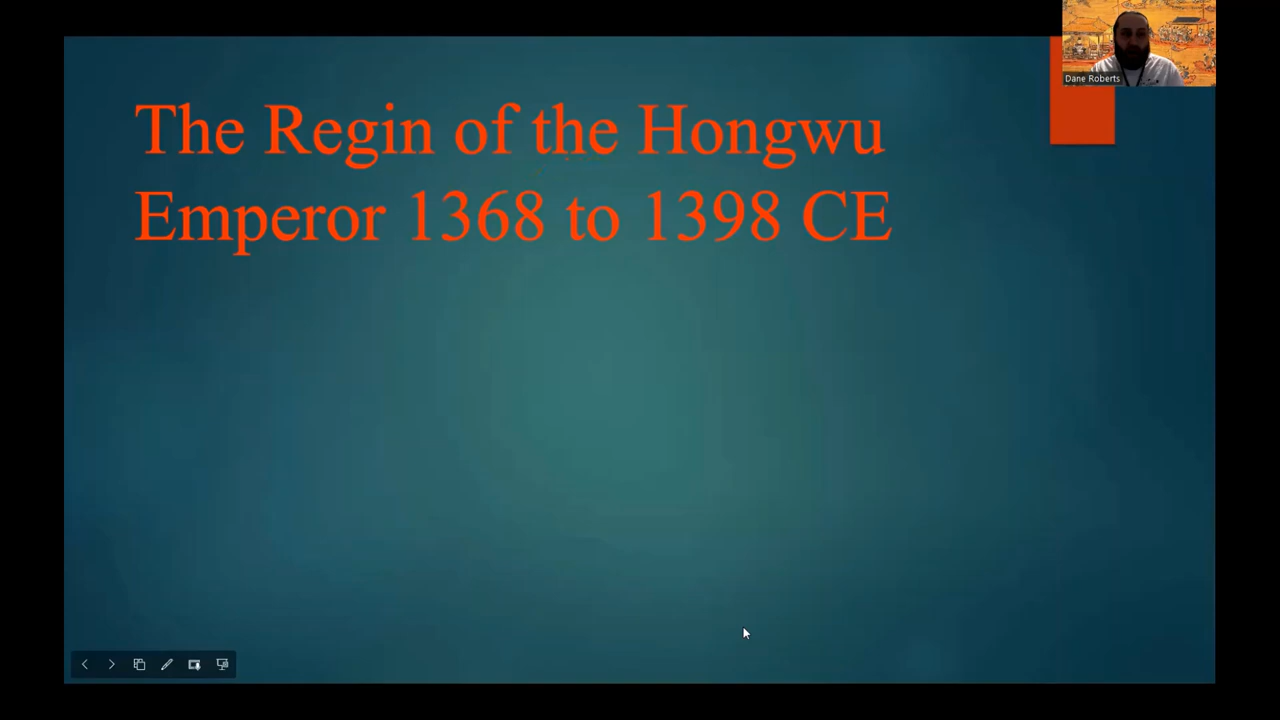 Dane Roberts
The Regin of the Hongwu
Emperor 1368 to 1398 CE